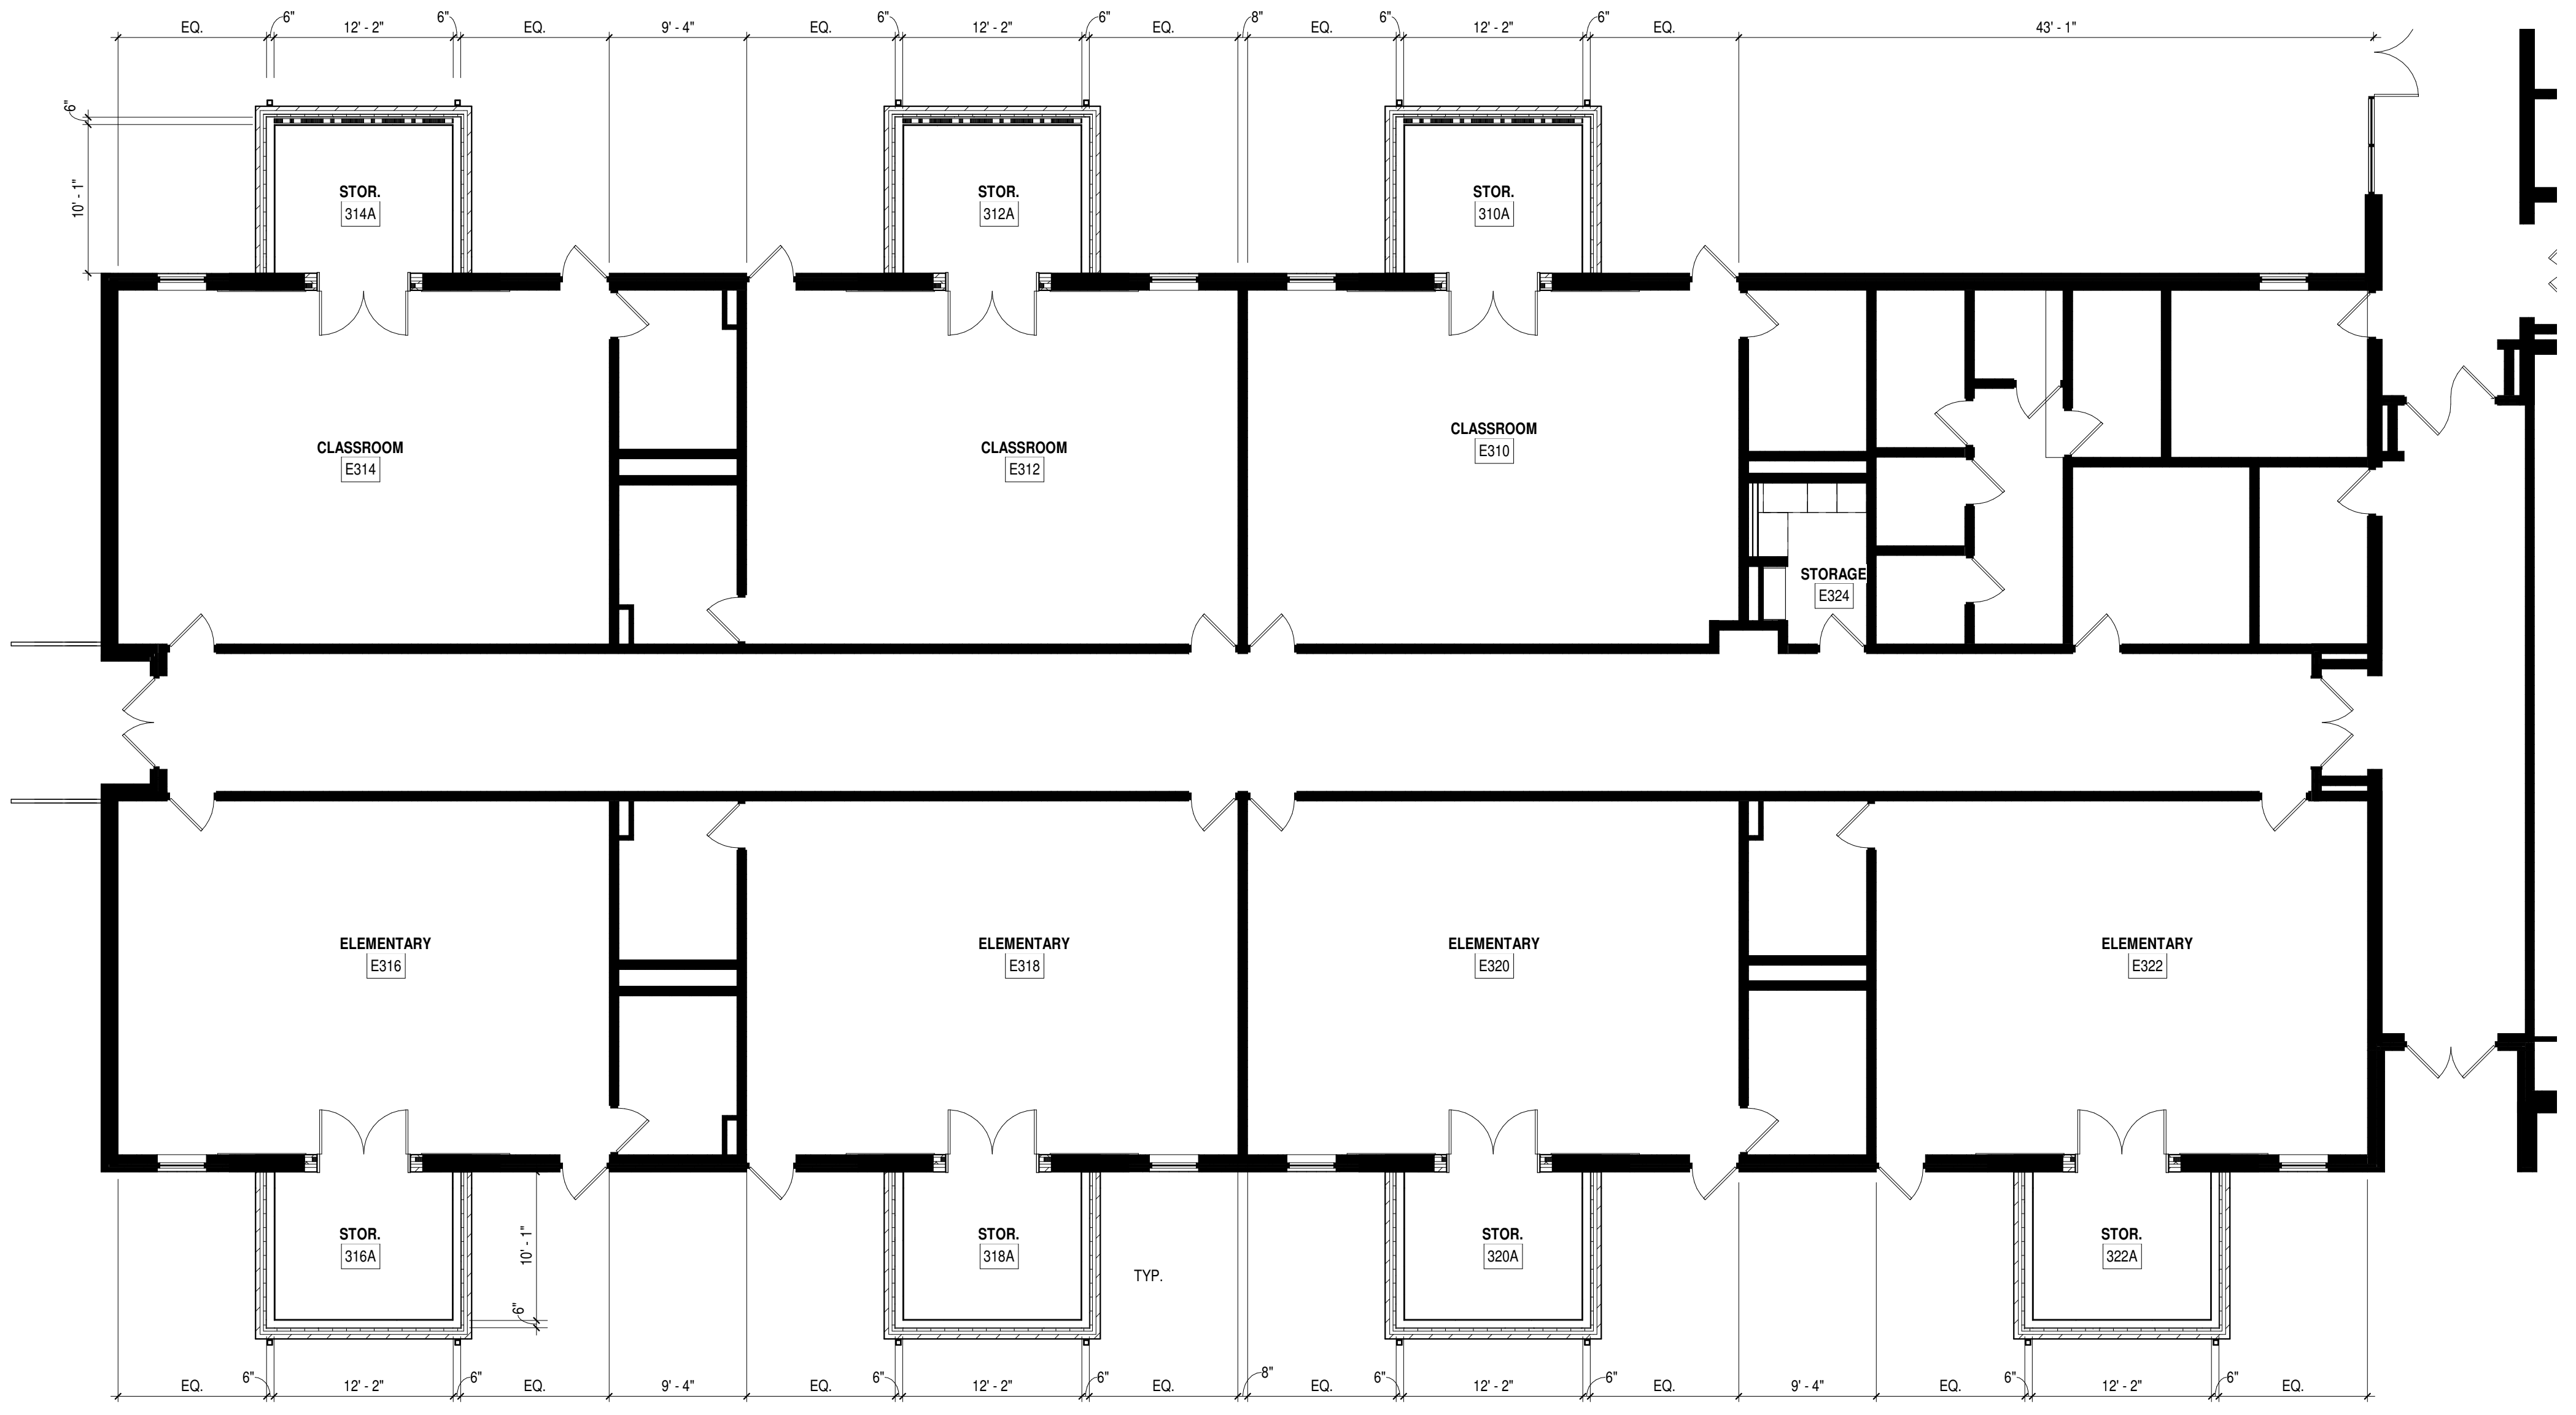 EQ. 6" 12' - 2" 6" EQ. 9' - 4" EQ. 6" 12' - 2" 6" EQ. 8" EQ. 6" 12' - 2" 6" EQ. 43' - 1"
6"
10' - 1"
STOR. STOR. STOR.
314A 312A 310A
CLASSROOM
E310
CLASSROOM CLASSROOM
E314 E312
STORAGE
E324
ELEMENTARY ELEMENTARY ELEMENTARY ELEMENTARY
E316 E318 E320 E322
STOR. STOR. STOR. STOR.
316A 318A 320A 322A
10' - 1"
6"
TYP.
EQ. 6" 12' - 2" 6" EQ. 9' - 4" EQ. 6" 12' - 2" 6" EQ. 8" EQ. 6" 12' - 2" 6" EQ. 9' - 4" EQ. 6" 12' - 2" 6" EQ.